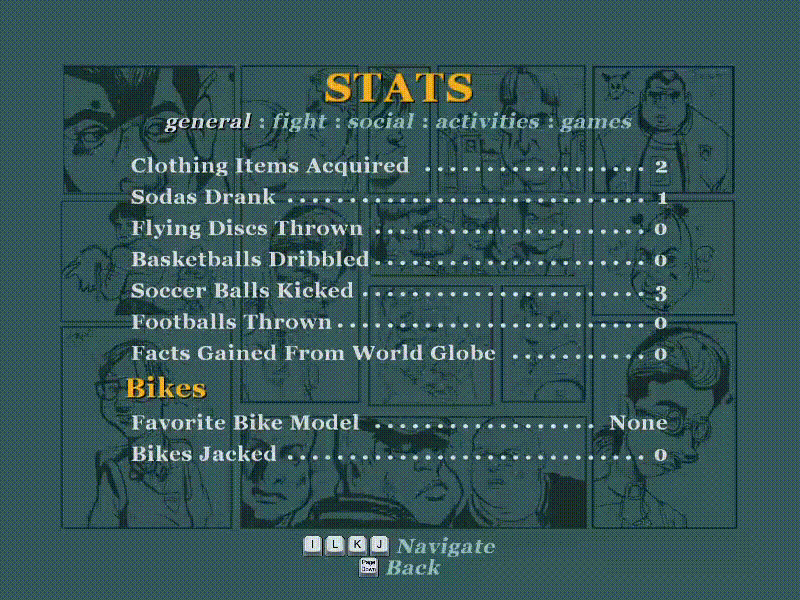 STATS
general : fight : social : activities : games
Clothing Items Acquired .................. 2
Sodas Drank ................................. 1
Flying Discs Thrown ......................... 0
Basketballs Dribbled ......................... 0
Soccer Balls Kicked .......................... 3
Footballs Thrown ............................ 0
Facts Gained From World Globe ............ 0
Bikes
Favorite Bike Model ..................... None
Bikes Jacked ................................. 0
I L K J Navigate
Page Down Back